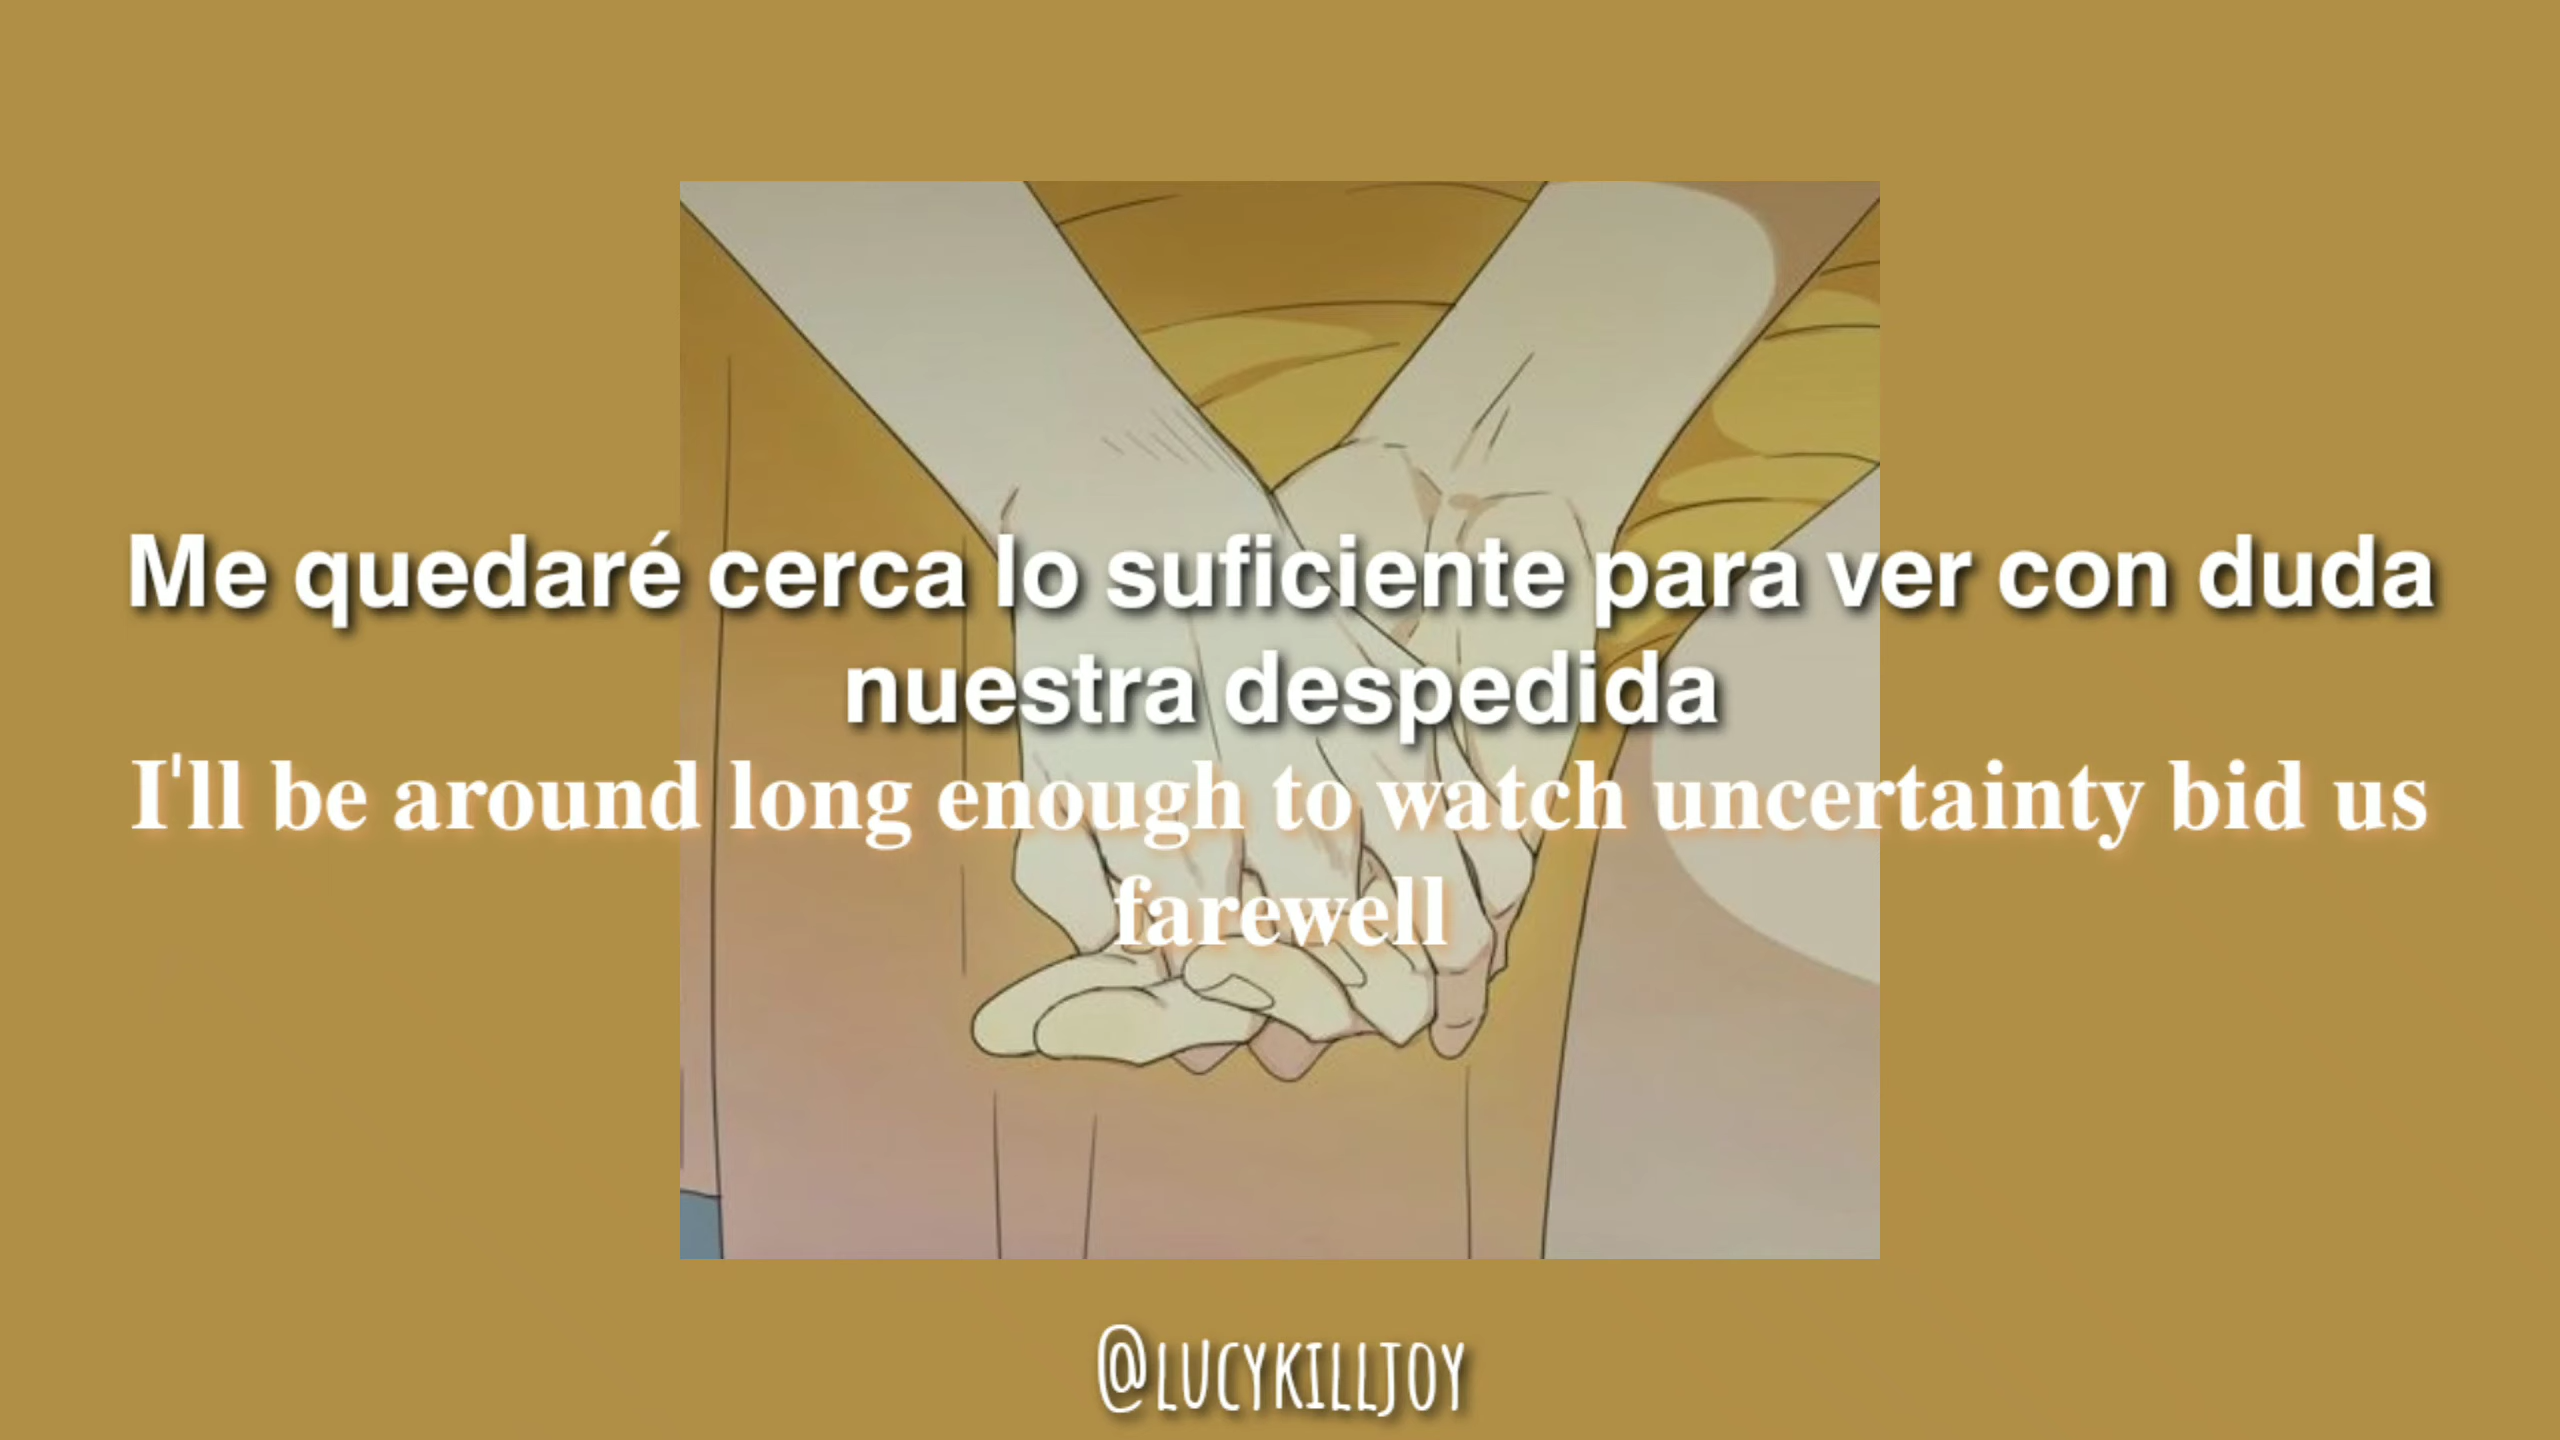 Me quedaré cerca lo suficiente para ver con duda
nuestra despedida
I'll be around long enough to watch uncertainty bid us
farewell
@LUCYKILLJOY